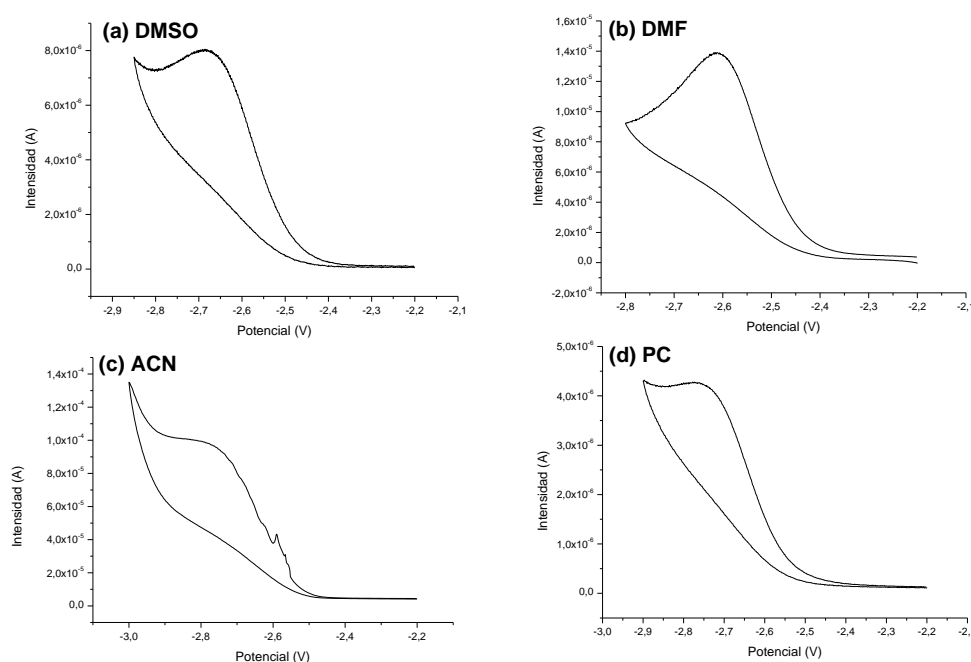 (a) DMSO
8,0x10⁻⁶
6,0x10⁻⁶
4,0x10⁻⁶
2,0x10⁻⁶
0,0
Intensidad (A)
-2,9 -2,8 -2,7 -2,6 -2,5 -2,4 -2,3 -2,2 -2,1
Potencial (V)
(b) DMF
1,6x10⁻⁵
1,4x10⁻⁵
1,2x10⁻⁵
1,0x10⁻⁵
8,0x10⁻⁶
6,0x10⁻⁶
4,0x10⁻⁶
2,0x10⁻⁶
0,0
-2,0x10⁻⁶
Intensidad (A)
-2,8 -2,7 -2,6 -2,5 -2,4 -2,3 -2,2 -2,1
Potencial (V)
(c) ACN
1,4x10⁻⁴
1,2x10⁻⁴
1,0x10⁻⁴
8,0x10⁻⁵
6,0x10⁻⁵
4,0x10⁻⁵
2,0x10⁻⁵
0,0
Intensidad (A)
-3,0 -2,8 -2,6 -2,4 -2,2
Potencial (V)
(d) PC
5,0x10⁻⁶
4,0x10⁻⁶
3,0x10⁻⁶
2,0x10⁻⁶
1,0x10⁻⁶
0,0
Intensidad (A)
-3,0 -2,9 -2,8 -2,7 -2,6 -2,5 -2,4 -2,3 -2,2
Potencial (V)